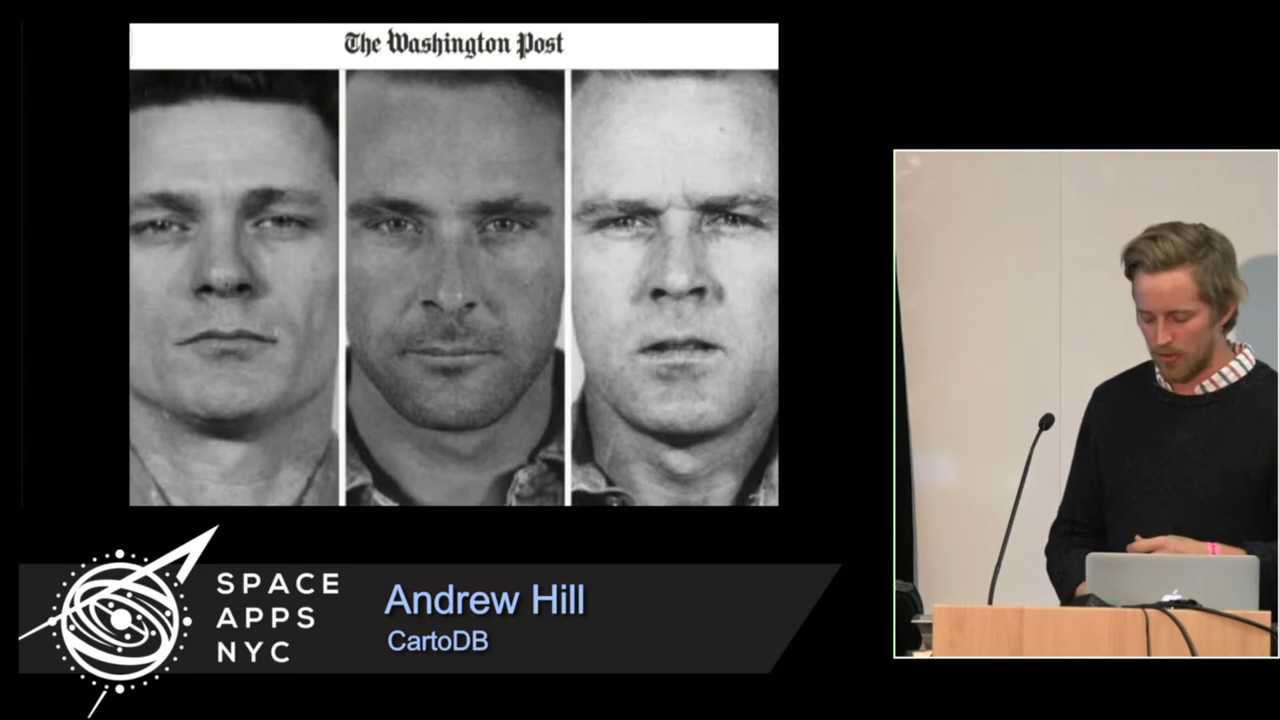 The Washington Post
SPACE
APPS
NYC
Andrew Hill
CartoDB